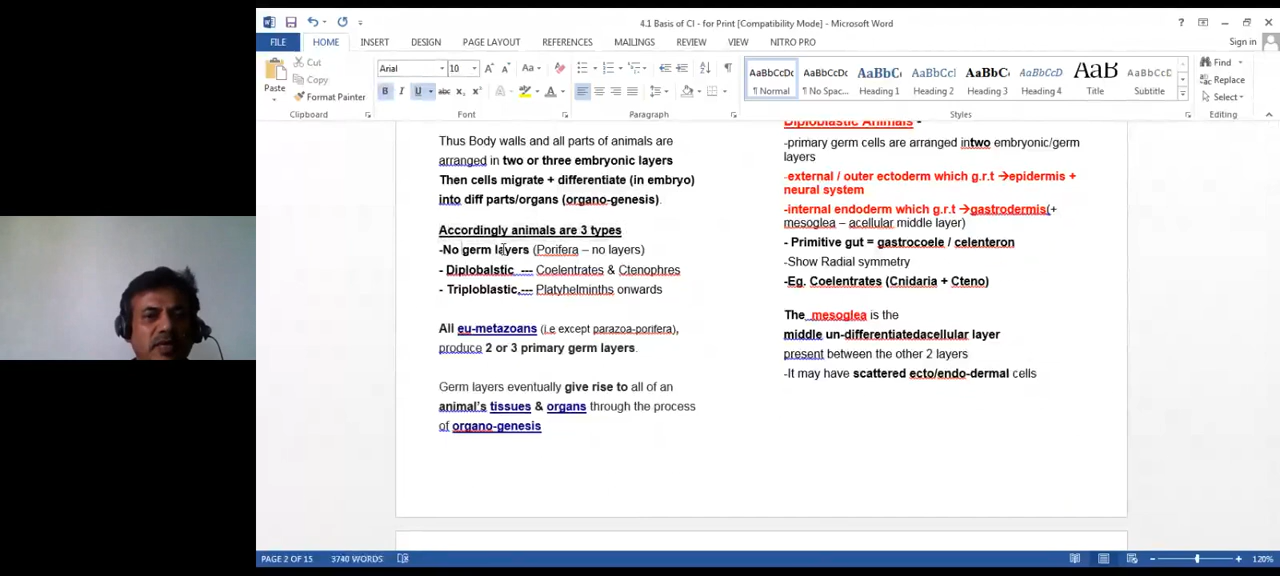 4.1 Basis of CI - for Print [Compatibility Mode] - Microsoft Word
FILE HOME INSERT DESIGN PAGE LAYOUT REFERENCES MAILINGS REVIEW VIEW NITRO PRO Sign in
Paste
Cut
Copy
Format Painter
Clipboard
Arial 10
Font
Paragraph
AaBbCcDc AaBbCcDc AaBbC AaBbCc AaBbCc AaBbCcD AaB AaBbCcD
¶ Normal ¶ No Spac... Heading 1 Heading 2 Heading 3 Heading 4 Title Subtitle
Styles
Find
Replace
Select
Editing
Thus Body walls and all parts of animals are
arranged in two or three embryonic layers
Then cells migrate + differentiate (in embryo)
into diff parts/organs (organo-genesis).
Accordingly animals are 3 types
-No germ layers (Porifera – no layers)
- Diplobalstic --- Coelentrates & Ctenophres
- Triploblastic --- Platyhelminths onwards
All eu-metazoans (i.e except parazoa-porifera),
produce 2 or 3 primary germ layers.
Germ layers eventually give rise to all of an
animal’s tissues & organs through the process
of organo-genesis
Diploblastic Animals -
-primary germ cells are arranged intwo embryonic/germ
layers
-external / outer ectoderm which g.r.t →epidermis +
neural system
-internal endoderm which g.r.t →gastrodermis(+
mesoglea – acellular middle layer)
- Primitive gut = gastrocoele / celenteron
-Show Radial symmetry
-Eg. Coelentrates (Cnidaria + Cteno)
The mesoglea is the
middle un-differentiatedacellular layer
present between the other 2 layers
-It may have scattered ecto/endo-dermal cells
PAGE 2 OF 15 3740 WORDS 120%